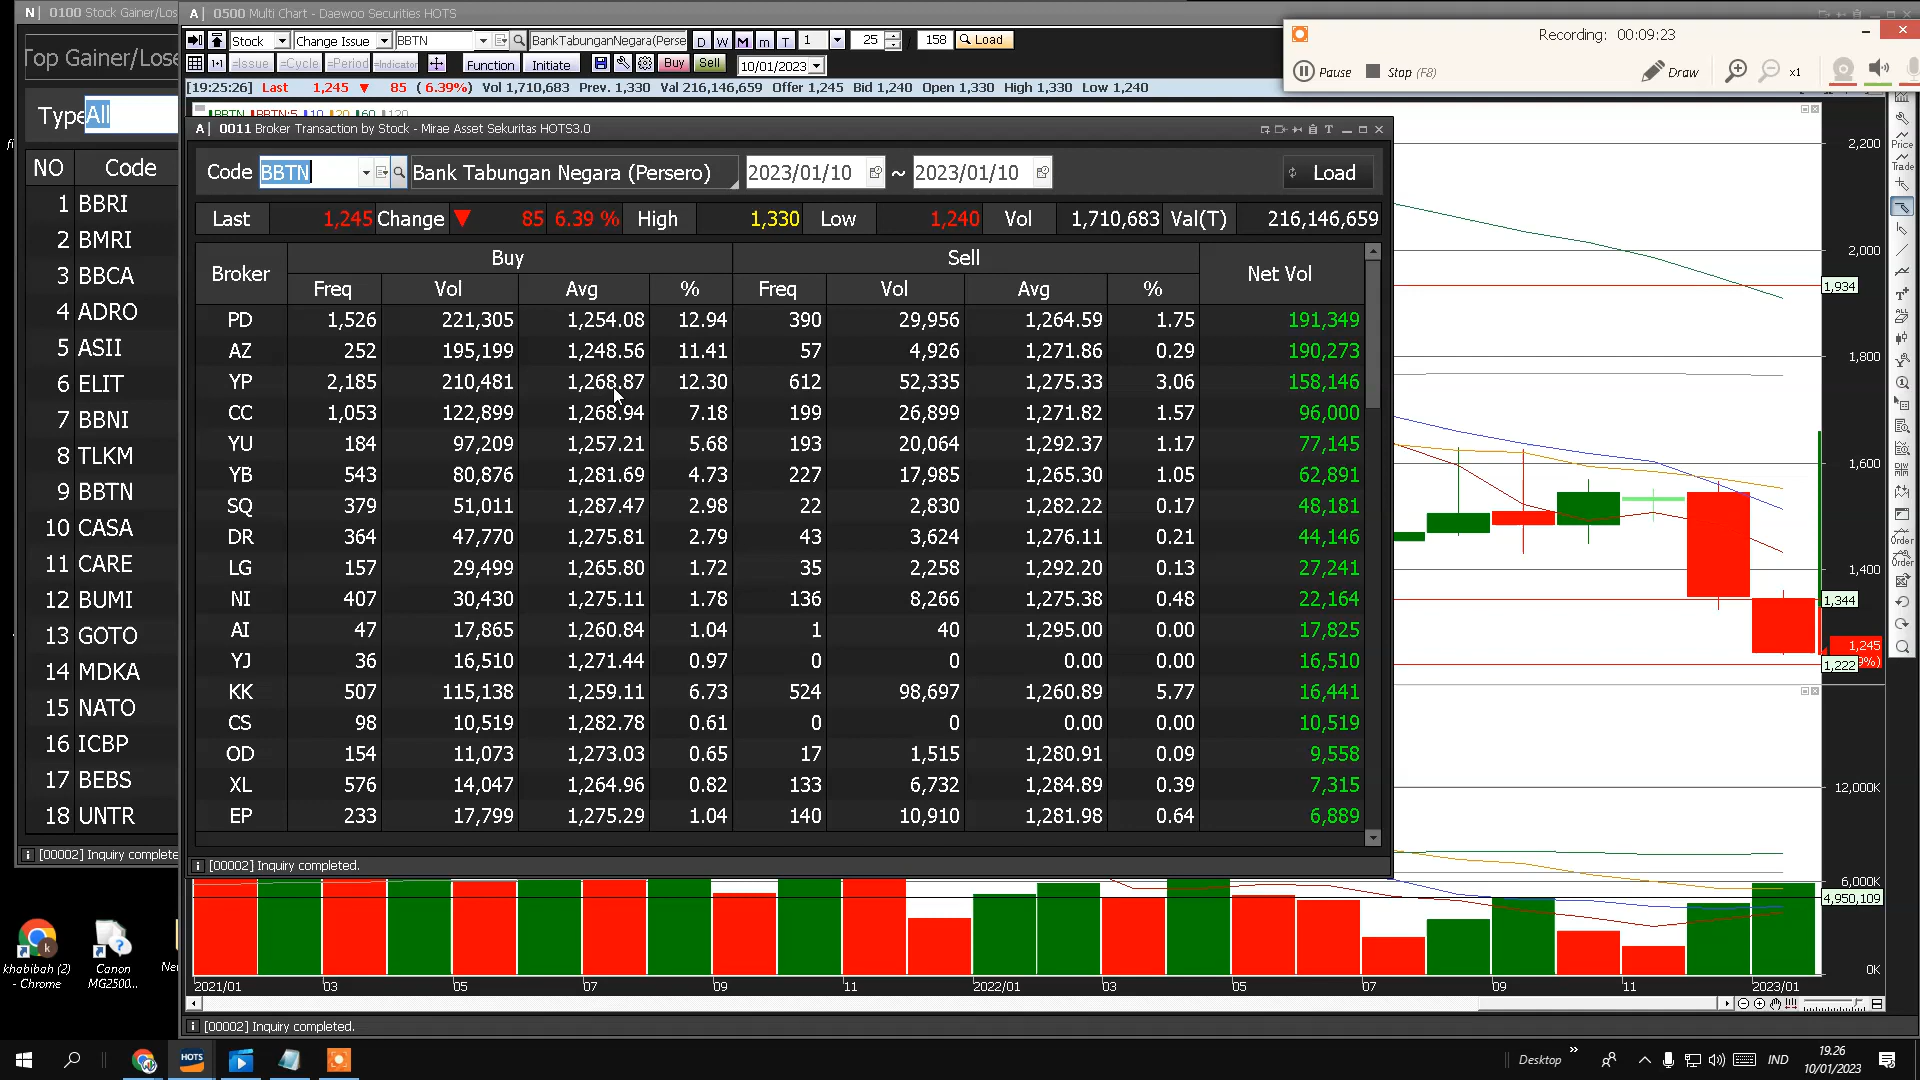 N | 0100 Stock Gainer/Los
A | 0500 Multi Chart - Daewoo Securities HOTS
Recording: 00:09:23
Pause
Stop (F8)
Draw
x1
Top Gainer/Lose
Type All
NO Code
1 BBRI
2 BMRI
3 BBCA
4 ADRO
5 ASII
6 ELIT
7 BBNI
8 TLKM
9 BBTN
10 CASA
11 CARE
12 BUMI
13 GOTO
14 MDKA
15 NATO
16 ICBP
17 BEBS
18 UNTR
[00002] Inquiry complete
Stock Change Issue BBTN BankTabunganNegara(Perse D W M m T 1 25 / 158 Load
=Issue =Cycle =Period =Indicator Function Initiate Buy Sell 10/01/2023
[19:25:26] Last 1,245 ▼ 85 ( 6.39%) Vol 1,710,683 Prev. 1,330 Val 216,146,659 Offer 1,245 Bid 1,240 Open 1,330 High 1,330 Low 1,240
BBTN BBTN:5 10 20 60 120
A | 0011 Broker Transaction by Stock - Mirae Asset Sekuritas HOTS3.0
Code BBTN Bank Tabungan Negara (Persero) 2023/01/10 ~ 2023/01/10 Load
Last 1,245 Change ▼ 85 6.39 % High 1,330 Low 1,240 Vol 1,710,683 Val(T) 216,146,659
Broker Buy Sell Net Vol
Freq Vol Avg % Freq Vol Avg %
PD 1,526 221,305 1,254.08 12.94 390 29,956 1,264.59 1.75 191,349
AZ 252 195,199 1,248.56 11.41 57 4,926 1,271.86 0.29 190,273
YP 2,185 210,481 1,268.87 12.30 612 52,335 1,275.33 3.06 158,146
CC 1,053 122,899 1,268.94 7.18 199 26,899 1,271.82 1.57 96,000
YU 184 97,209 1,257.21 5.68 193 20,064 1,292.37 1.17 77,145
YB 543 80,876 1,281.69 4.73 227 17,985 1,265.30 1.05 62,891
SQ 379 51,011 1,287.47 2.98 22 2,830 1,282.22 0.17 48,181
DR 364 47,770 1,275.81 2.79 43 3,624 1,276.11 0.21 44,146
LG 157 29,499 1,265.80 1.72 35 2,258 1,292.20 0.13 27,241
NI 407 30,430 1,275.11 1.78 136 8,266 1,275.38 0.48 22,164
AI 47 17,865 1,260.84 1.04 1 40 1,295.00 0.00 17,825
YJ 36 16,510 1,271.44 0.97 0 0 0.00 0.00 16,510
KK 507 115,138 1,259.11 6.73 524 98,697 1,260.89 5.77 16,441
CS 98 10,519 1,282.78 0.61 0 0 0.00 0.00 10,519
OD 154 11,073 1,273.03 0.65 17 1,515 1,280.91 0.09 9,558
XL 576 14,047 1,264.96 0.82 133 6,732 1,284.89 0.39 7,315
EP 233 17,799 1,275.29 1.04 140 10,910 1,281.98 0.64 6,889
[00002] Inquiry completed.
2,200
2,000
1,934
1,800
1,600
1,400
1,344
1,245
1,222
12,000K
6,000K
4,950,109
0K
Price
Trade
Order
Order
2021/01 03 05 07 09 11 2022/01 03 05 07 09 11 2023/01
[00002] Inquiry completed.
khabibah (2)
- Chrome
Canon
MG2500...
HOTS
Desktop
IND
19.26
10/01/2023